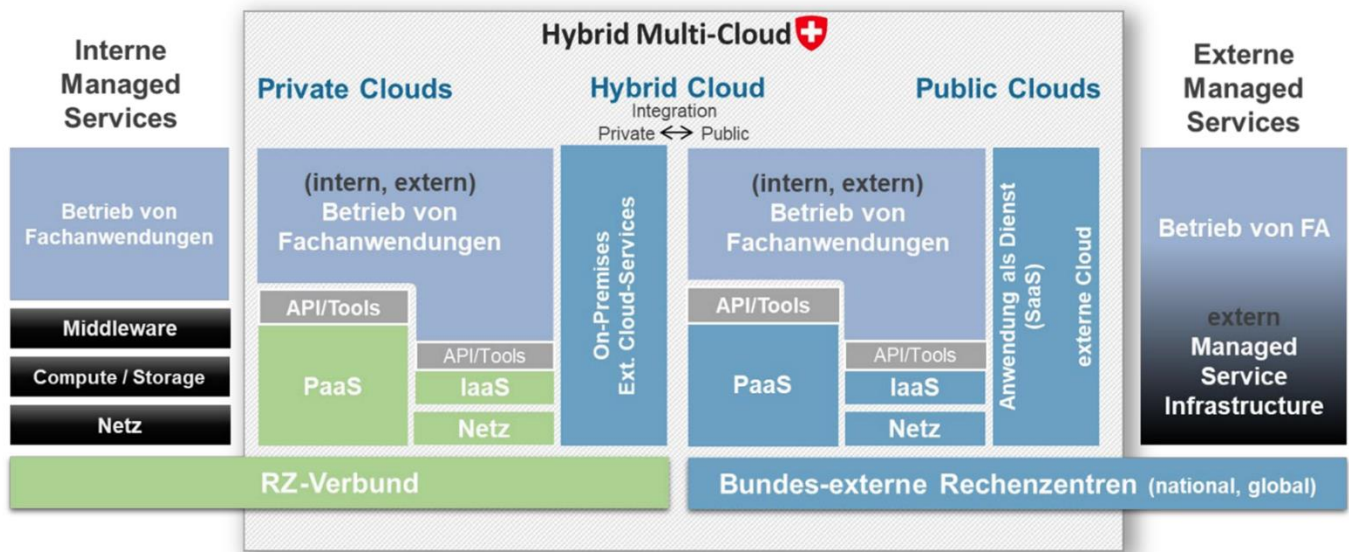 Hybrid Multi-Cloud
Interne
Managed
Services
Private Clouds
Hybrid Cloud
Integration
Private ↔ Public
Public Clouds
Externe
Managed
Services
Betrieb von
Fachanwendungen
Middleware
Compute / Storage
Netz
(intern, extern)
Betrieb von
Fachanwendungen
API/Tools
PaaS
API/Tools
IaaS
Netz
On-Premises
Ext. Cloud-Services
(intern, extern)
Betrieb von
Fachanwendungen
API/Tools
PaaS
API/Tools
IaaS
Netz
Anwendung als Dienst
(SaaS)
externe Cloud
Betrieb von FA
extern
Managed
Service
Infrastructure
RZ-Verbund
Bundes-externe Rechenzentren (national, global)